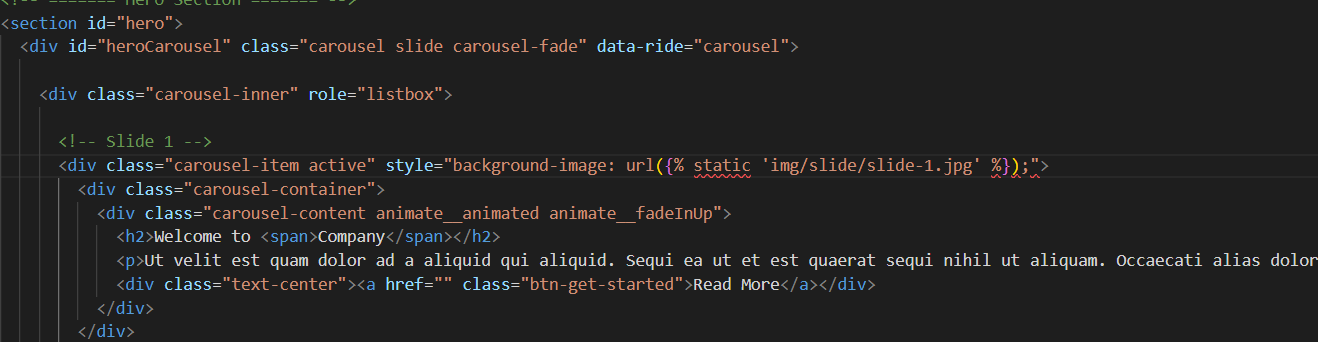 <!-- ======= Hero Section ======= -->
<section id="hero">
<div id="heroCarousel" class="carousel slide carousel-fade" data-ride="carousel">
<div class="carousel-inner" role="listbox">
<!-- Slide 1 -->
<div class="carousel-item active" style="background-image: url({% static 'img/slide/slide-1.jpg' %});">
<div class="carousel-container">
<div class="carousel-content animate__animated animate__fadeInUp">
<h2>Welcome to <span>Company</span></h2>
<p>Ut velit est quam dolor ad a aliquid qui aliquid. Sequi ea ut et est quaerat sequi nihil ut aliquam. Occaecati alias dolor
<div class="text-center"><a href="" class="btn-get-started">Read More</a></div>
</div>
</div>